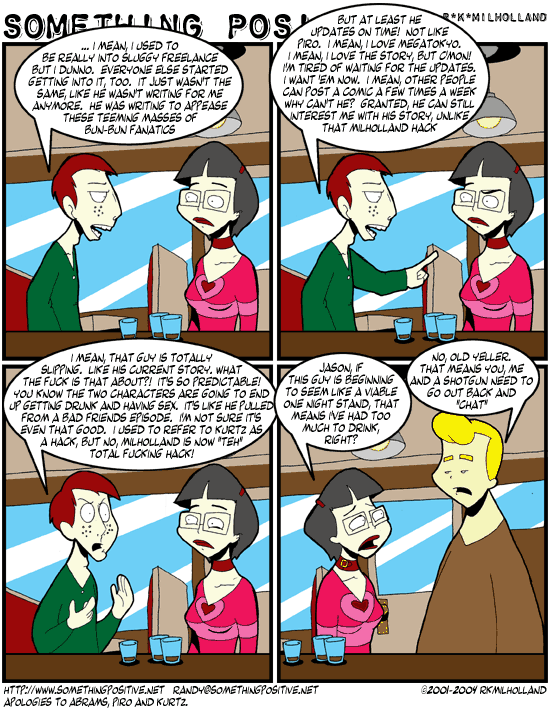 SOMETHING POS
R*K*MILHOLLAND
... I MEAN, I USED TO
BE REALLY INTO SLUGGY FREELANCE
BUT I DUNNO. EVERYONE ELSE STARTED
GETTING INTO IT, TOO. IT JUST WASN'T THE
SAME, LIKE HE WASN'T WRITING FOR ME
ANYMORE. HE WAS WRITING TO APPEASE
THESE TEEMING MASSES OF
BUN-BUN FANATICS
BUT AT LEAST HE
UPDATES ON TIME! NOT LIKE
PIRO. I MEAN, I LOVE MEGATOKYO.
I MEAN, I LOVE THE STORY, BUT C'MON!
I'M TIRED OF WAITING FOR THE UPDATES.
I WANT 'EM NOW. I MEAN, OTHER PEOPLE
CAN POST A COMIC A FEW TIMES A WEEK
WHY CAN'T HE? GRANTED, HE CAN STILL
INTEREST ME WITH HIS STORY, UNLIKE
THAT MILHOLLAND HACK
I MEAN, THAT GUY IS TOTALLY
SLIPPING. LIKE HIS CURRENT STORY. WHAT
THE FUCK IS THAT ABOUT?! IT'S SO PREDICTABLE!
YOU KNOW THE TWO CHARACTERS ARE GOING TO END
UP GETTING DRUNK AND HAVING SEX. IT'S LIKE HE PULLED
FROM A BAD FRIENDS EPISODE. I'M NOT SURE IT'S
EVEN THAT GOOD. I USED TO REFER TO KURTZ AS
A HACK, BUT NO, MILHOLLAND IS NOW "TEH"
TOTAL FUCKING HACK!
JASON, IF
THIS GUY IS BEGINNING
TO SEEM LIKE A VIABLE
ONE NIGHT STAND, THAT
MEANS I'VE HAD TOO
MUCH TO DRINK,
RIGHT?
NO, OLD YELLER.
THAT MEANS YOU, ME
AND A SHOTGUN NEED TO
GO OUT BACK AND
"CHAT"
HTTP://WWW.SOMETHINGPOSITIVE.NET RANDY@SOMETHINGPOSITIVE.NET
©2001-2004 RKMILHOLLAND
APOLOGIES TO ABRAMS, PIRO AND KURTZ.